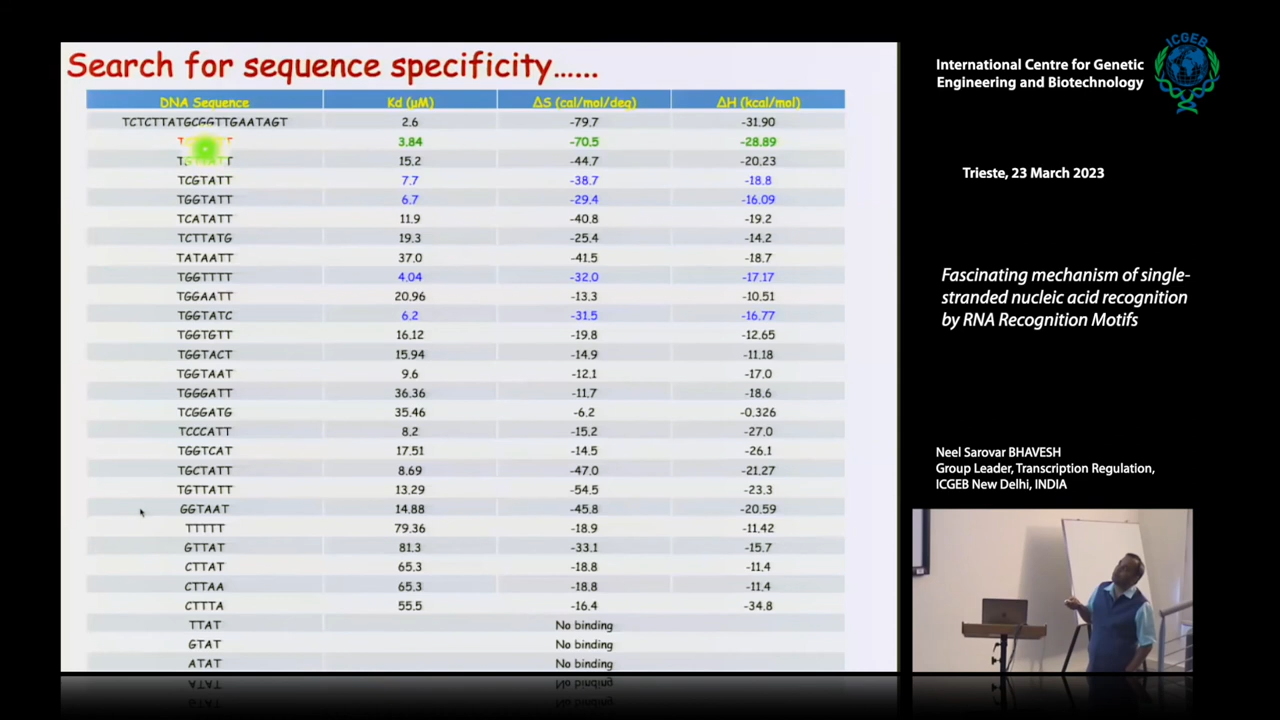 Search for sequence specificity......
DNA Sequence Kd (µM) ΔS (cal/mol/deg) ΔH (kcal/mol)
TCTCTTATGCGGTTGAATAGT 2.6 -79.7 -31.90
3.84 -70.5 -28.89
TGTTATT 15.2 -44.7 -20.23
TCGTATT 7.7 -38.7 -18.8
TGGTATT 6.7 -29.4 -16.09
TCATATT 11.9 -40.8 -19.2
TCTTATG 19.3 -25.4 -14.2
TATAATT 37.0 -41.5 -18.7
TGGTTTT 4.04 -32.0 -17.17
TGGAATT 20.96 -13.3 -10.51
TGGTATC 6.2 -31.5 -16.77
TGGTGTT 16.12 -19.8 -12.65
TGGTACT 15.94 -14.9 -11.18
TGGTAAT 9.6 -12.1 -17.0
TGGGATT 36.36 -11.7 -18.6
TCGGATG 35.46 -6.2 -0.326
TCCCATT 8.2 -15.2 -27.0
TGGTCAT 17.51 -14.5 -26.1
TGCTATT 8.69 -47.0 -21.27
TGTTATT 13.29 -54.5 -23.3
GGTAAT 14.88 -45.8 -20.59
TTTTT 79.36 -18.9 -11.42
GTTAT 81.3 -33.1 -15.7
CTTAT 65.3 -18.8 -11.4
CTTAA 65.3 -18.8 -11.4
CTTTA 55.5 -16.4 -34.8
TTAT No binding
GTAT No binding
ATAT No binding
International Centre for Genetic
Engineering and Biotechnology
ICGEB
Trieste, 23 March 2023
Fascinating mechanism of single-
stranded nucleic acid recognition
by RNA Recognition Motifs
Neel Sarovar BHAVESH
Group Leader, Transcription Regulation,
ICGEB New Delhi, INDIA